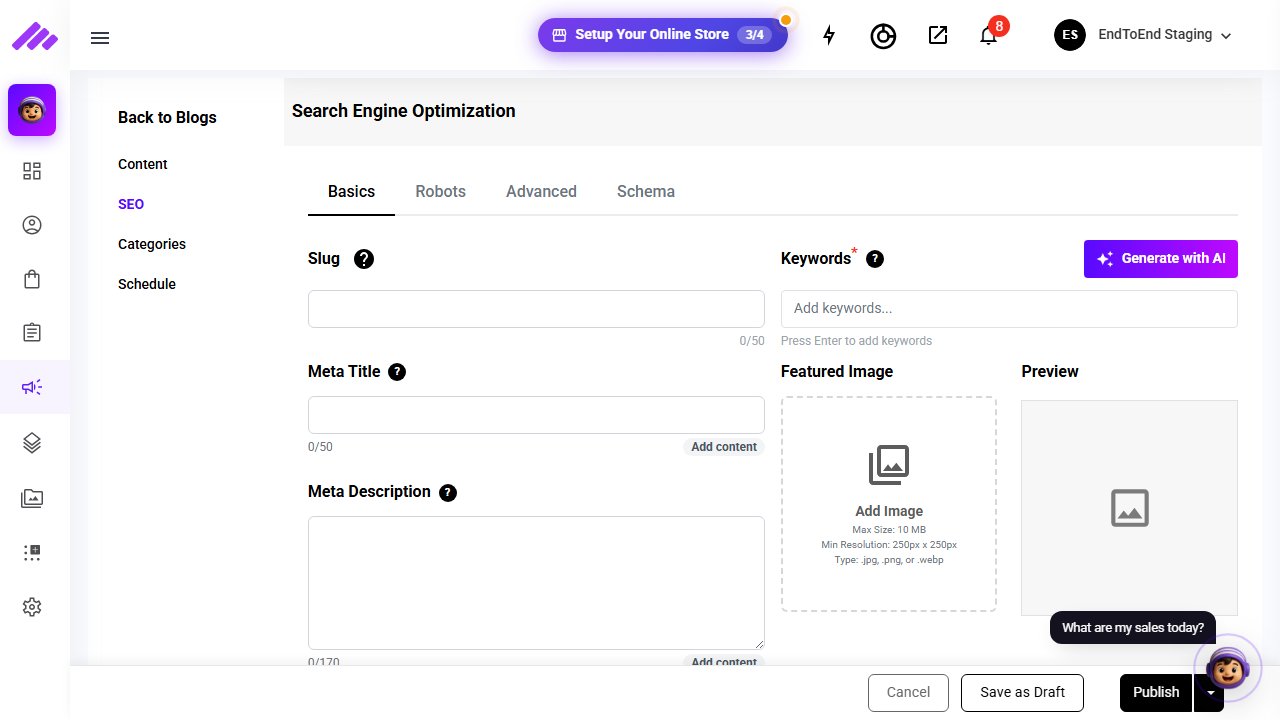 Setup Your Online Store 3/4
8
ES EndToEnd Staging
Back to Blogs
Content
SEO
Categories
Schedule
Search Engine Optimization
Basics Robots Advanced Schema
Slug ?
0/50
Keywords* ?
Generate with AI
Add keywords...
Press Enter to add keywords
Meta Title ?
0/50 Add content
Featured Image
Add Image
Max Size: 10 MB
Min Resolution: 250px x 250px
Type: .jpg, .png, or .webp
Preview
Meta Description ?
0/170 Add content
What are my sales today?
Cancel Save as Draft Publish